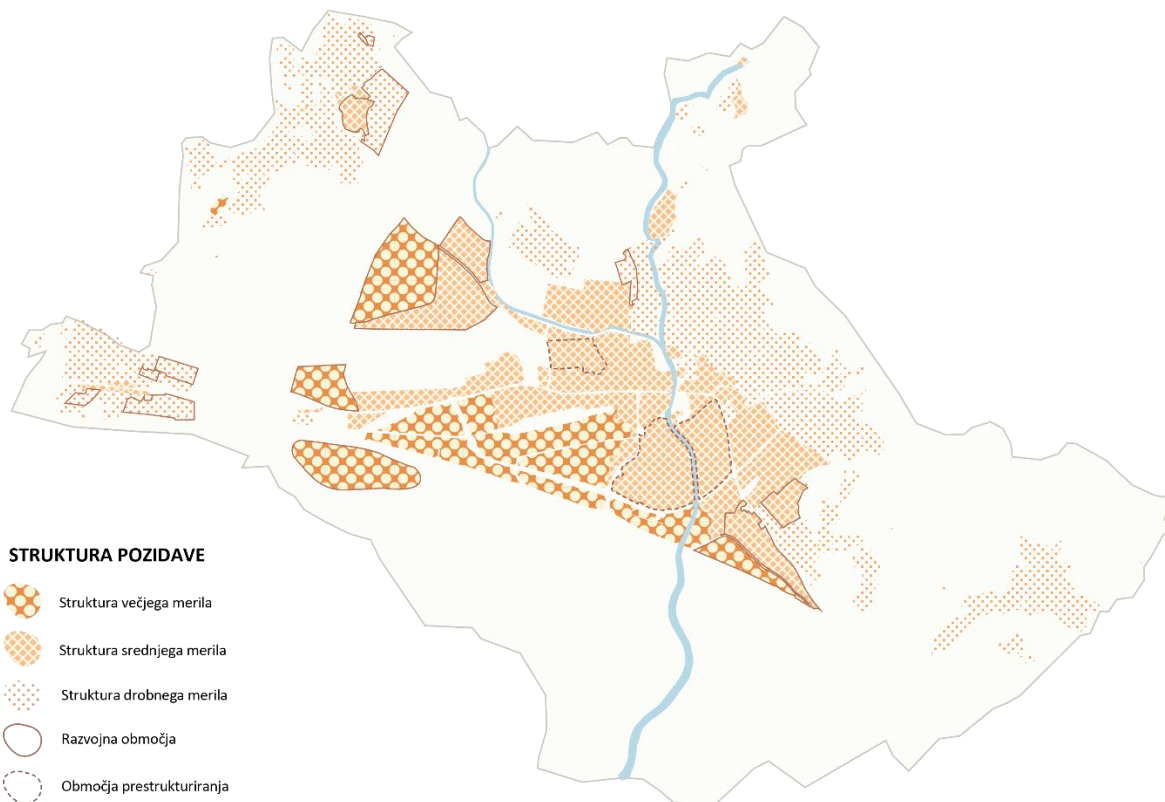 STRUKTURA POZIDAVE
Struktura večjega merila
Struktura srednjega merila
Struktura drobnega merila
Razvojna območja
Območja prestrukturiranja